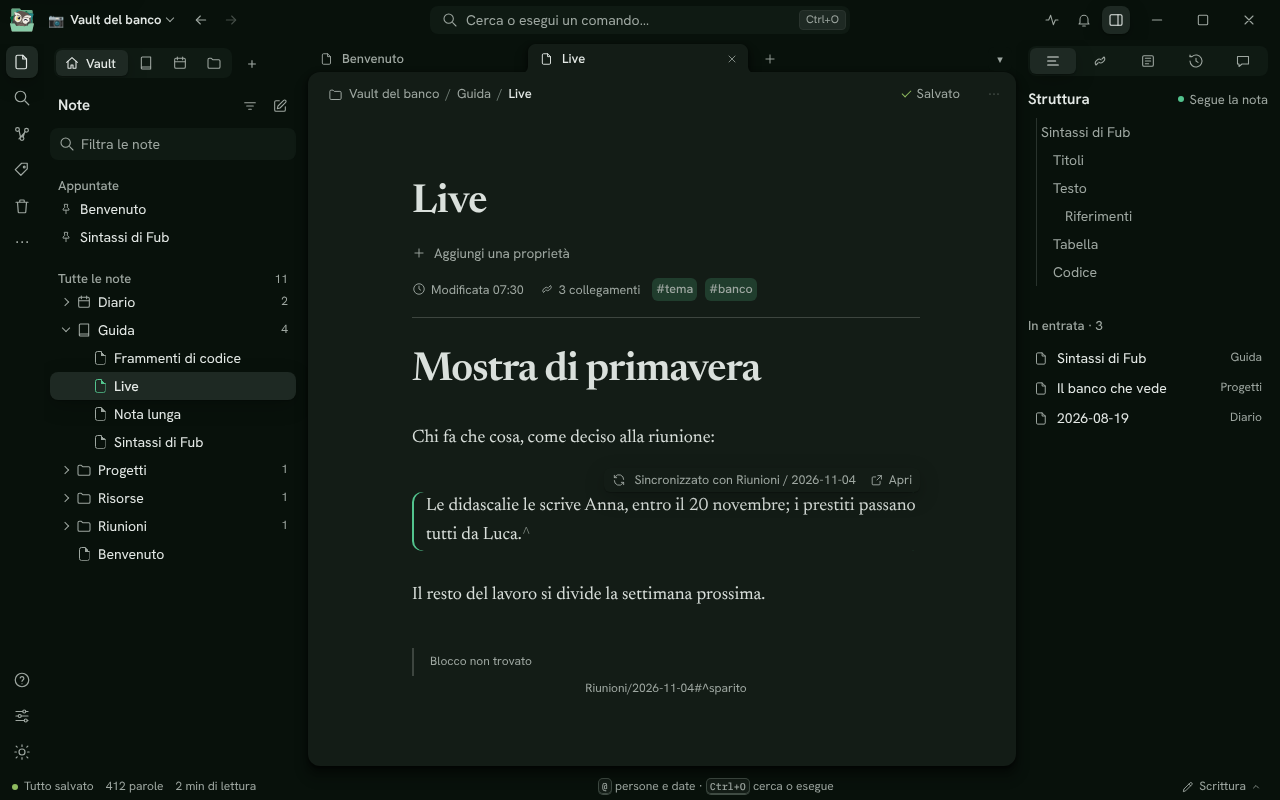 Vault del banco
Cerca o esegui un comando...
Ctrl+O
Vault
Benvenuto
Live
Note
Filtra le note
Appuntate
Benvenuto
Sintassi di Fub
Tutte le note 11
Diario 2
Guida 4
Frammenti di codice
Live
Nota lunga
Sintassi di Fub
Progetti 1
Risorse 1
Riunioni 1
Benvenuto
Vault del banco / Guida / Live
Salvato
Live
Aggiungi una proprietà
Modificata 07:30
3 collegamenti
#tema
#banco
Mostra di primavera
Chi fa che cosa, come deciso alla riunione:
Sincronizzato con Riunioni / 2026-11-04
Apri
Le didascalie le scrive Anna, entro il 20 novembre; i prestiti passano
tutti da Luca.^
Il resto del lavoro si divide la settimana prossima.
Blocco non trovato
Riunioni/2026-11-04#^sparito
Struttura
Segue la nota
Sintassi di Fub
Titoli
Testo
Riferimenti
Tabella
Codice
In entrata · 3
Sintassi di Fub Guida
Il banco che vede Progetti
2026-08-19 Diario
Tutto salvato
412 parole
2 min di lettura
@ persone e date · Ctrl+O cerca o esegue
Scrittura